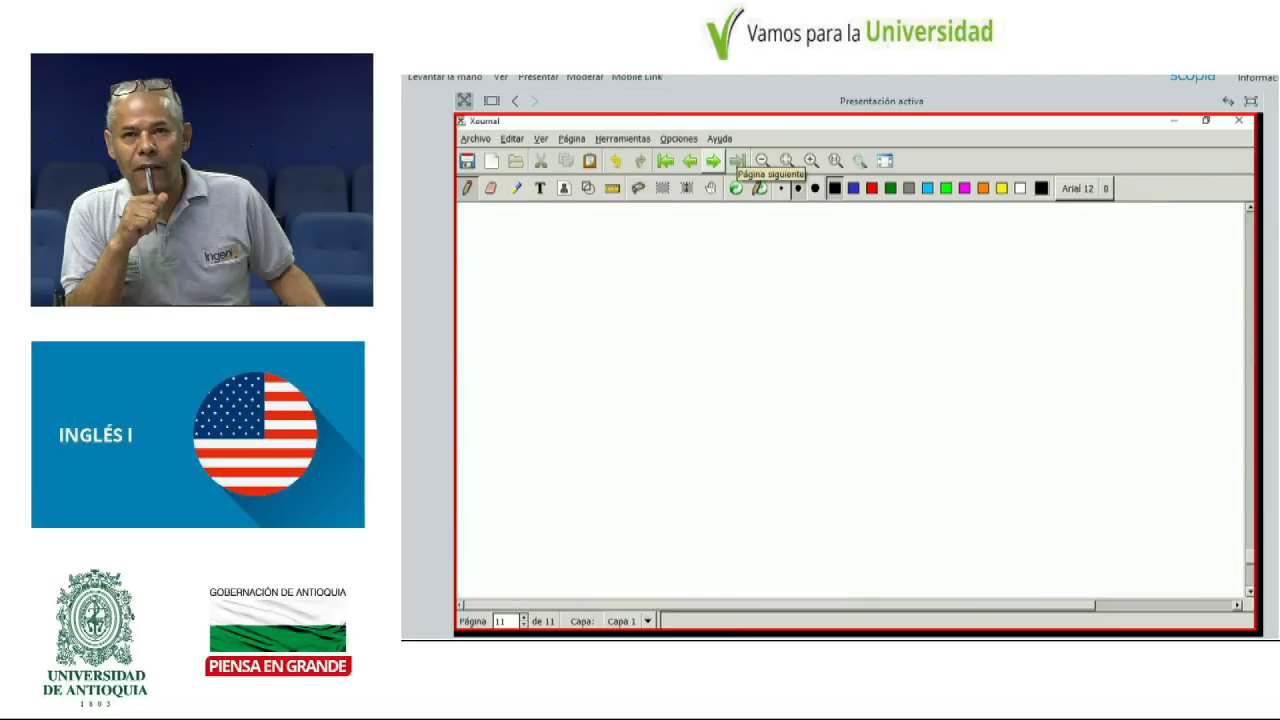 Vamos para la Universidad
Levantar la mano Ver Presentar Moderar Mobile Link
scopia Informac
Presentación activa
Xournal
Archivo Editar Ver Página Herramientas Opciones Ayuda
Página siguiente
T
Arial 12
Página 11 de 11 Capa: Capa 1
Ingen
INGLÉS I
UNIVERSIDAD
DE ANTIOQUIA
1803
GOBERNACIÓN DE ANTIOQUIA
PIENSA EN GRANDE